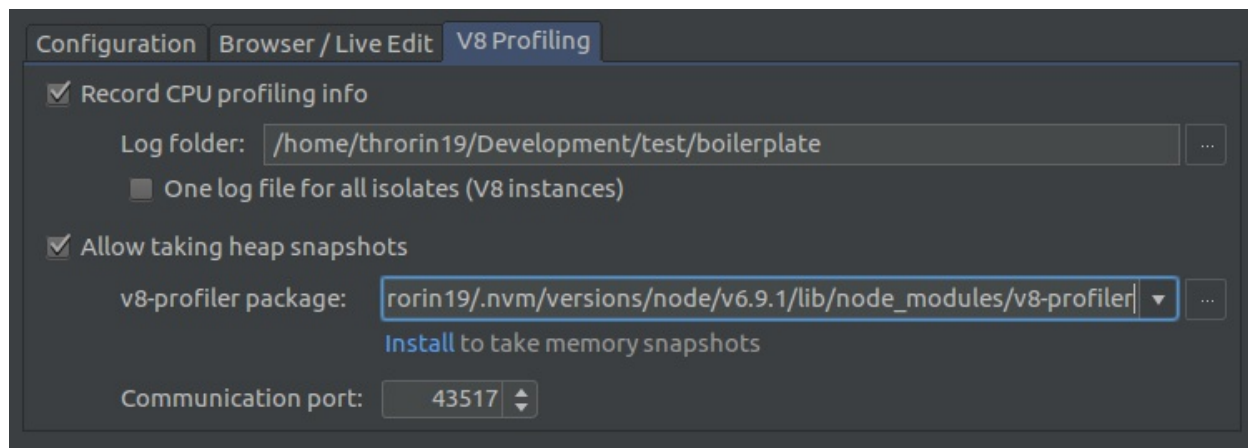 Configuration Browser / Live Edit V8 Profiling
Record CPU profiling info
Log folder: /home/throrin19/Development/test/boilerplate ...
One log file for all isolates (V8 instances)
Allow taking heap snapshots
v8-profiler package: rorin19/.nvm/versions/node/v6.9.1/lib/node_modules/v8-profiler ...
Install to take memory snapshots
Communication port: 43517